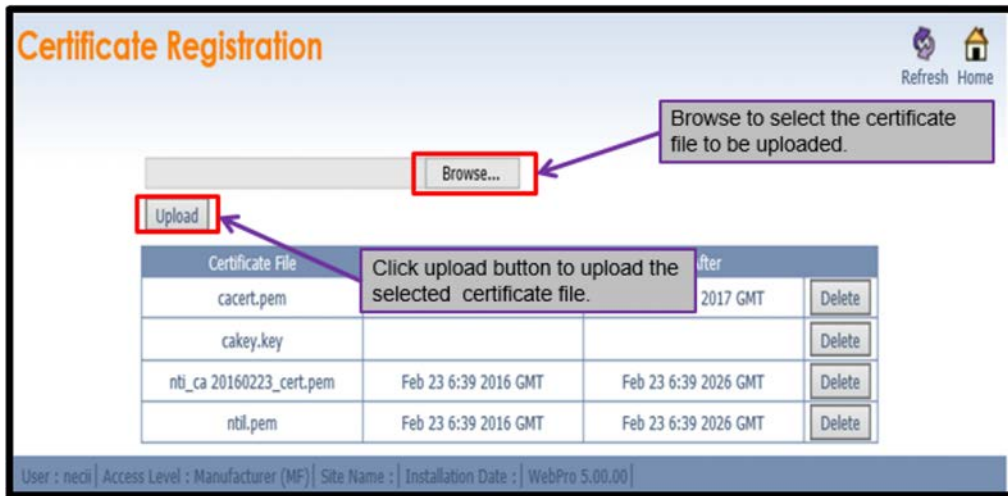 Certificate Registration
Refresh Home
Browse to select the certificate
file to be uploaded.
Browse...
Upload
Click upload button to upload the
selected certificate file.
Certificate File After
cacert.pem 2017 GMT Delete
cakey.key Delete
nti_ca 20160223_cert.pem Feb 23 6:39 2016 GMT Feb 23 6:39 2026 GMT Delete
ntil.pem Feb 23 6:39 2016 GMT Feb 23 6:39 2026 GMT Delete
User : necii | Access Level : Manufacturer (MF) | Site Name : | Installation Date : | WebPro 5.00.00 |